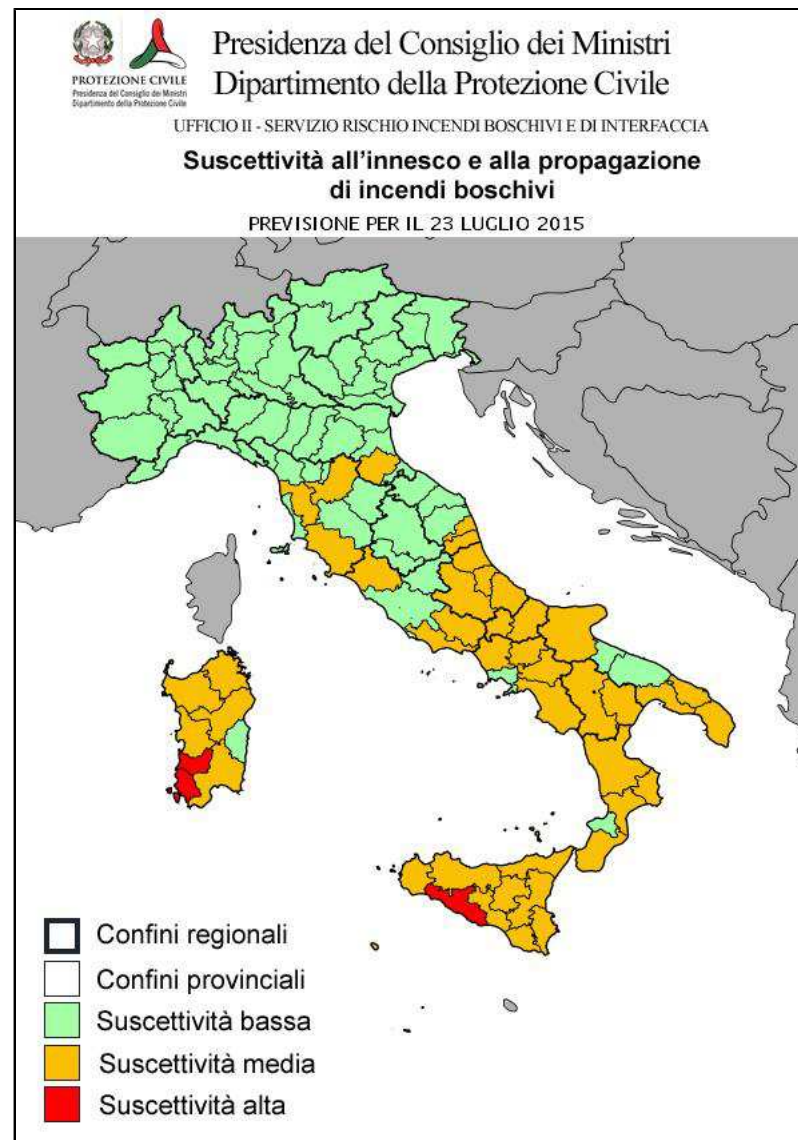 PROTEZIONE CIVILE
Presidenza del Consiglio dei Ministri
Dipartimento della Protezione Civile
Presidenza del Consiglio dei Ministri
Dipartimento della Protezione Civile
UFFICIO II - SERVIZIO RISCHIO INCENDI BOSCHIVI E DI INTERFACCIA
Suscettività all'innesco e alla propagazione
di incendi boschivi
PREVISIONE PER IL 23 LUGLIO 2015
Confini regionali
Confini provinciali
Suscettività bassa
Suscettività media
Suscettività alta